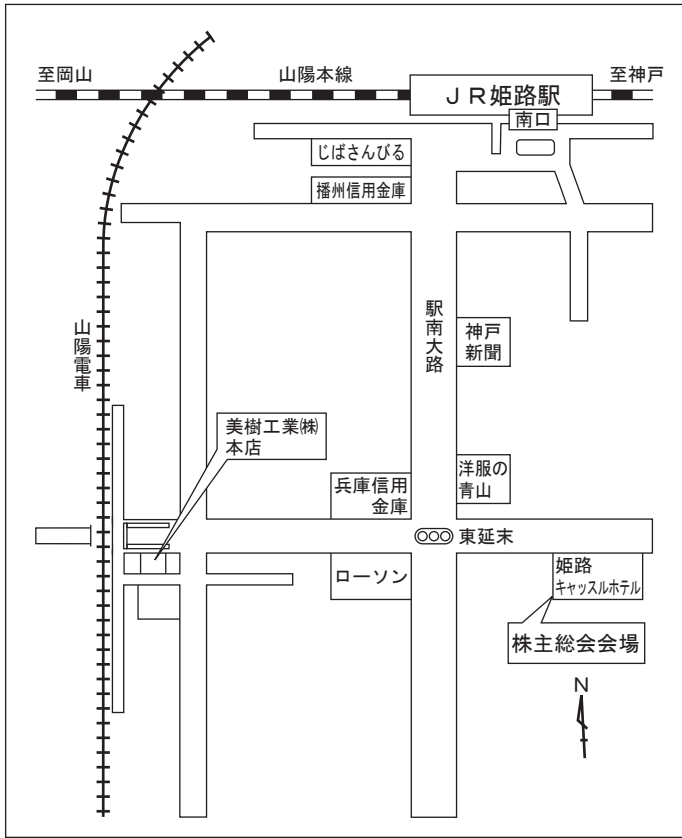 至岡山
山陽本線
JR姫路駅
至神戸
南口
じばさんびる
播州信用金庫
山陽電車
駅南大路
神戸
新聞
美樹工業㈱
本店
兵庫信用
金庫
洋服の
青山
東延末
ローソン
姫路
キャッスルホテル
株主総会会場
N